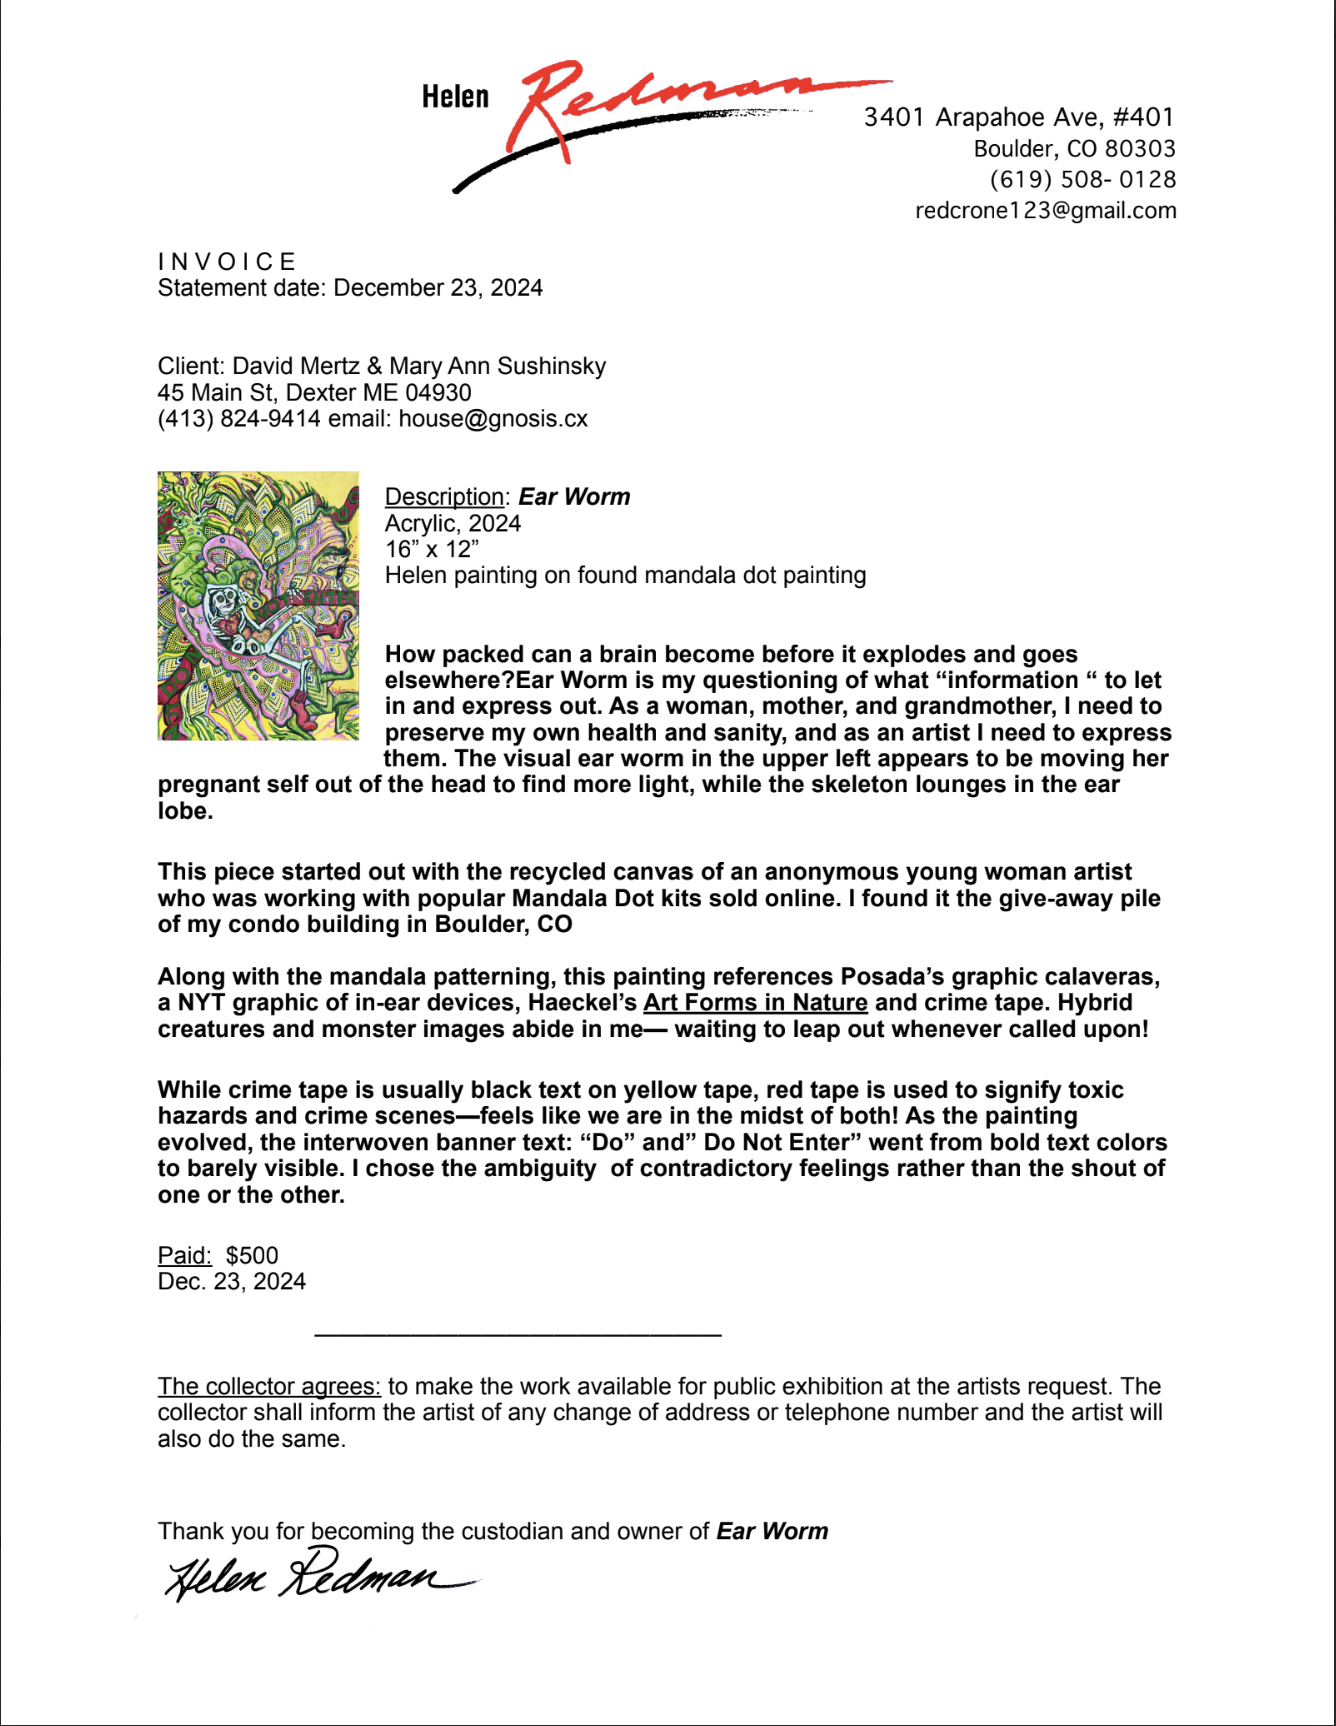 Helen Redman
3401 Arapahoe Ave, #401
Boulder, CO 80303
(619) 508- 0128
redcrone123@gmail.com
I N V O I C E
Statement date: December 23, 2024
Client: David Mertz & Mary Ann Sushinsky
45 Main St, Dexter ME 04930
(413) 824-9414 email: house@gnosis.cx
Description: Ear Worm
Acrylic, 2024
16” x 12”
Helen painting on found mandala dot painting
How packed can a brain become before it explodes and goes
elsewhere?Ear Worm is my questioning of what “information “ to let
in and express out. As a woman, mother, and grandmother, I need to
preserve my own health and sanity, and as an artist I need to express
them. The visual ear worm in the upper left appears to be moving her
pregnant self out of the head to find more light, while the skeleton lounges in the ear
lobe.
This piece started out with the recycled canvas of an anonymous young woman artist
who was working with popular Mandala Dot kits sold online. I found it the give-away pile
of my condo building in Boulder, CO
Along with the mandala patterning, this painting references Posada’s graphic calaveras,
a NYT graphic of in-ear devices, Haeckel’s Art Forms in Nature and crime tape. Hybrid
creatures and monster images abide in me— waiting to leap out whenever called upon!
While crime tape is usually black text on yellow tape, red tape is used to signify toxic
hazards and crime scenes—feels like we are in the midst of both! As the painting
evolved, the interwoven banner text: “Do” and” Do Not Enter” went from bold text colors
to barely visible. I chose the ambiguity  of contradictory feelings rather than the shout of
one or the other.
Paid:  $500
Dec. 23, 2024
The collector agrees: to make the work available for public exhibition at the artists request. The
collector shall inform the artist of any change of address or telephone number and the artist will
also do the same.
Thank you for becoming the custodian and owner of Ear Worm
Helen Redman